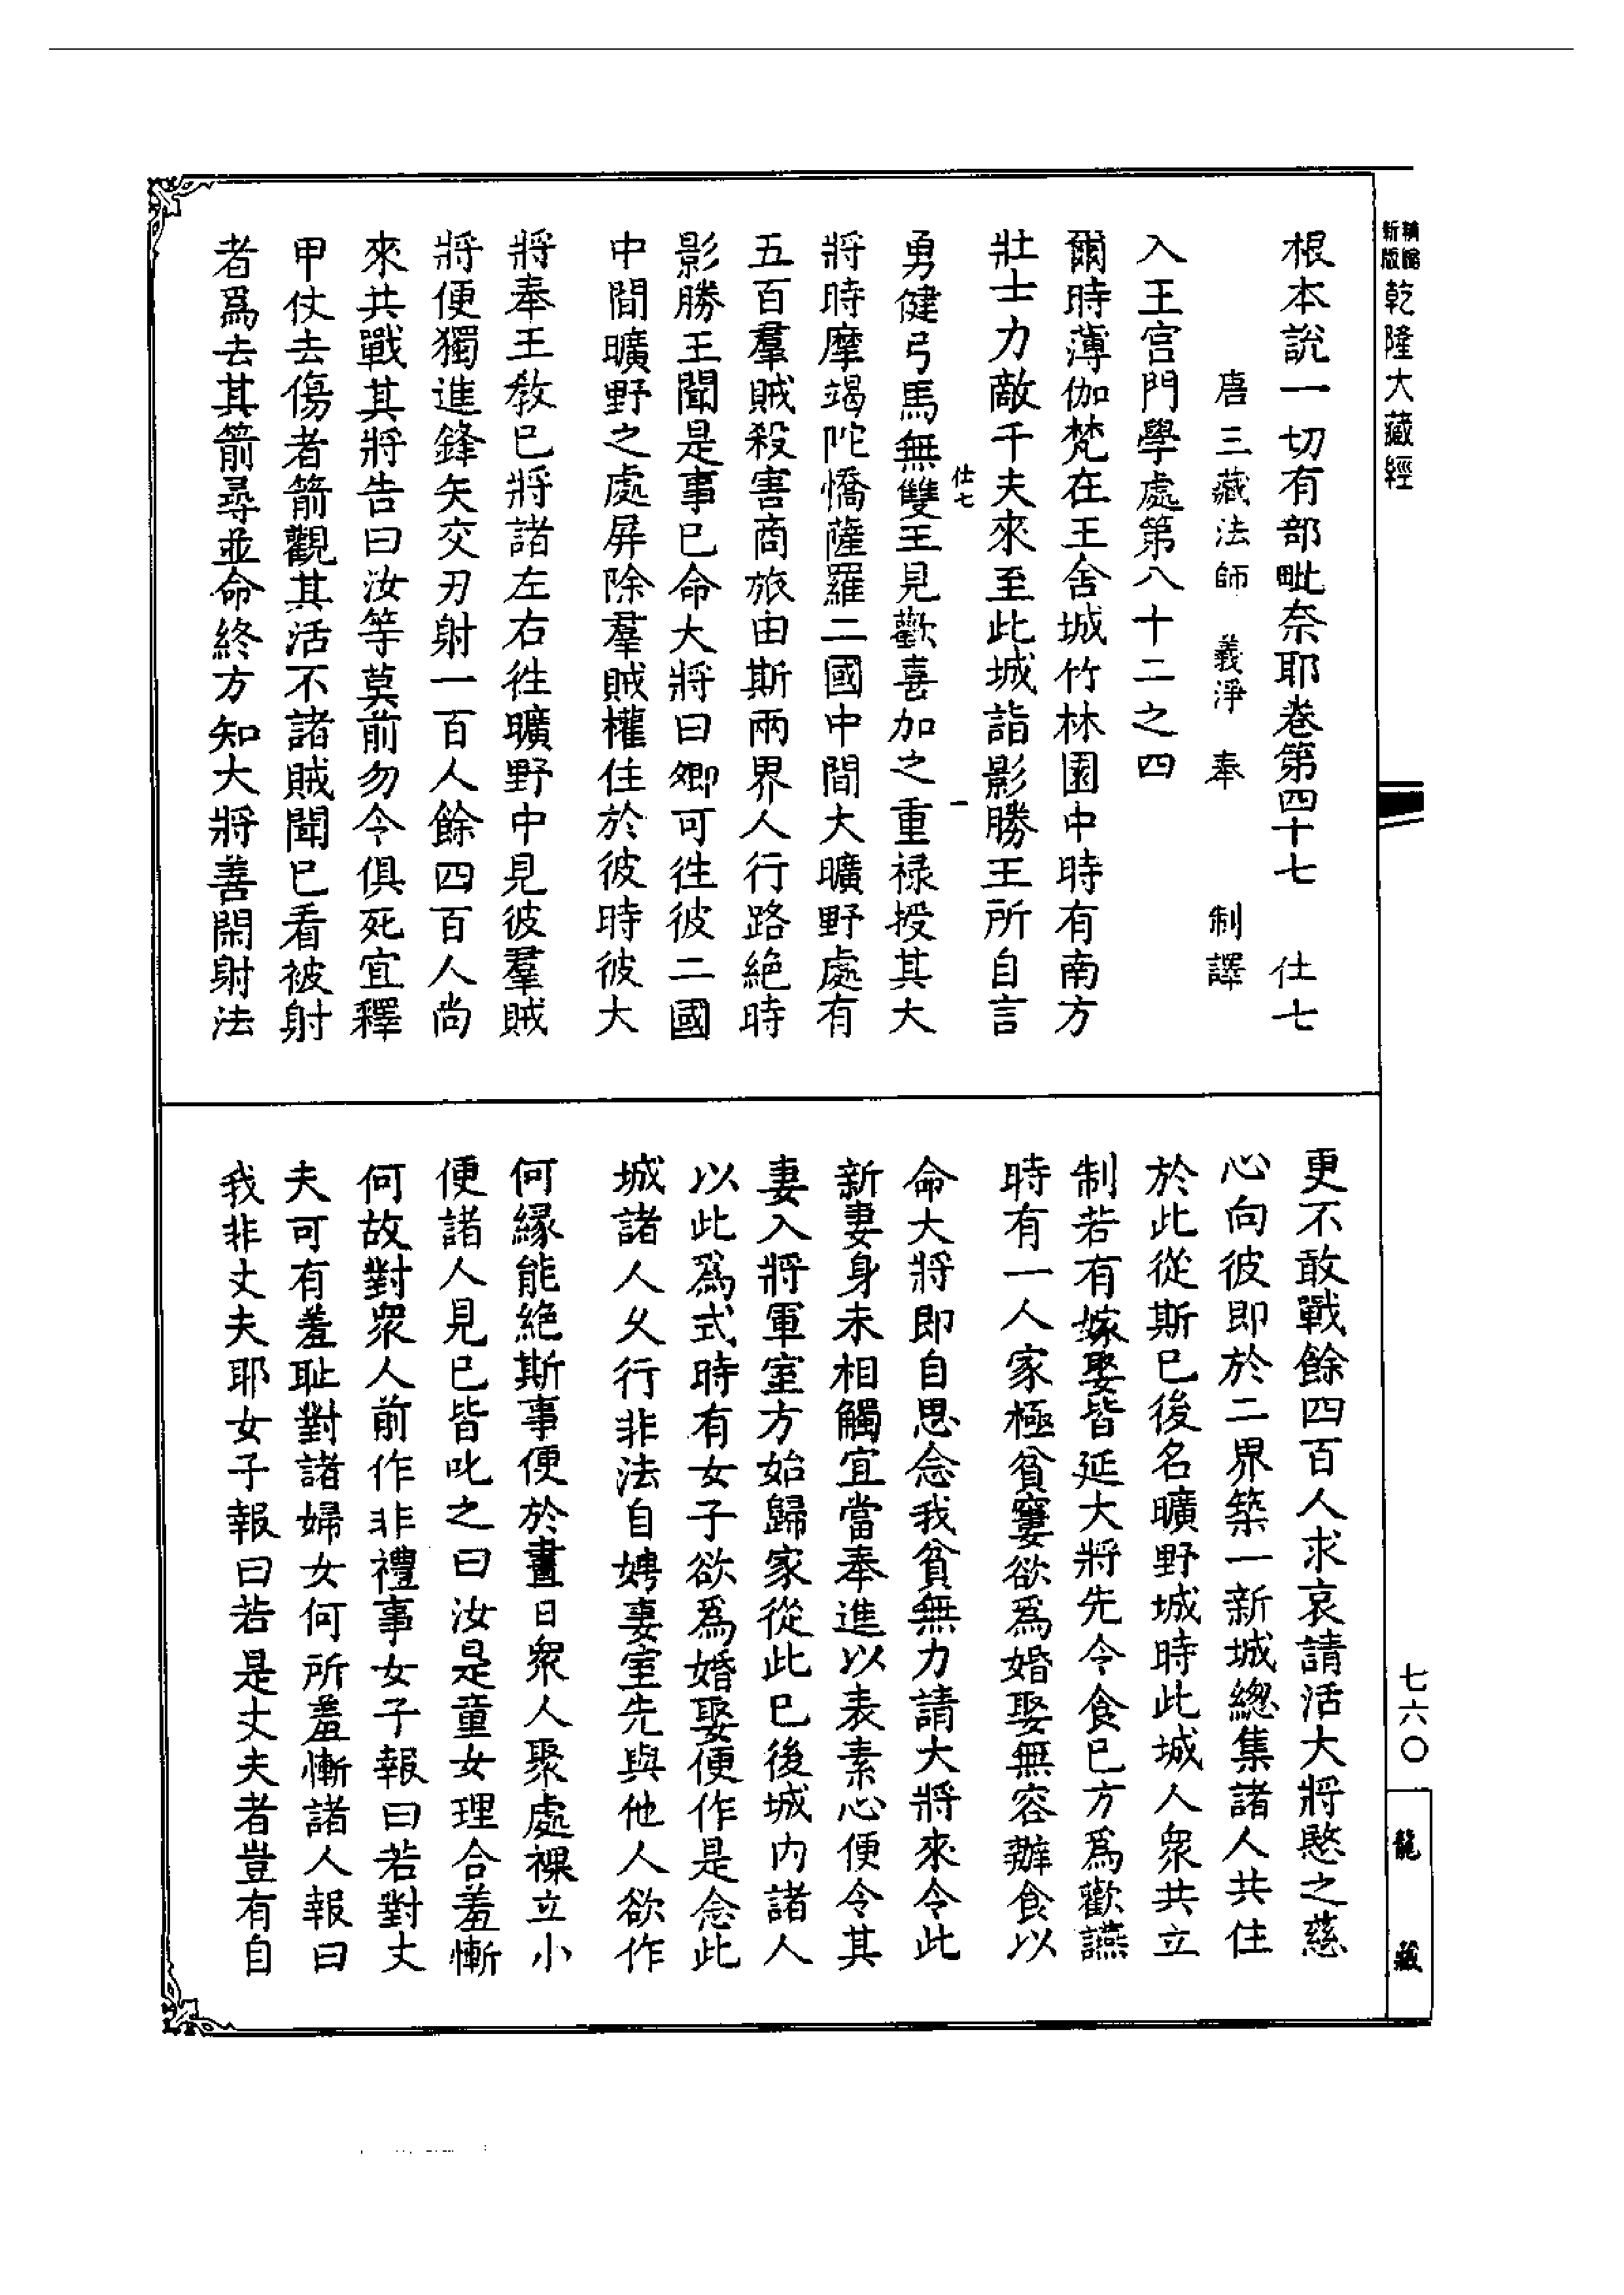 新版
精縮
乾隆大藏經
根本說一切有部毗奈耶卷第四十七 仕七
唐三藏法師 義淨 奉 制譯
入王宮門學處第八十二之四
爾時薄伽梵在王舍城竹林園中時有南方
壯士力敵千夫來至此城詣影勝王所自言
仕七 一
勇健弓馬無雙王見歡喜加之重祿授其大
將時摩竭陀憍薩羅二國中間大曠野處有
五百羣賊殺害商旅由斯兩界人行路絕時
影勝王聞是事已命大將曰卿可往彼二國
中間曠野之處屏除羣賊權住於彼時彼大
將奉王教已將諸左右往曠野中見彼羣賊
將便獨進鋒矢交刃射一百人餘四百人尚
來共戰其將告曰汝等莫前勿令俱死宜釋
甲仗去傷者箭觀其活不諸賊聞已看被射
者爲去其箭尋並命終方知大將善閑射法
更不敢戰餘四百人求哀請活大將愍之慈
心向彼即於二界築一新城總集諸人共住
於此從斯已後名曠野城時此城人衆共立
制若有嫁娶皆延大將先令食已方爲歡讌
時有一人家極貧窶欲爲婚娶無容辦食以
命大將即自思念我貧無力請大將來令此
新妻身未相觸宜當奉進以表素心便令其
妻入將軍室方始歸家從此已後城內諸人
以此爲式時有女子欲爲婚娶便作是念此
城諸人久行非法自娉妻室先與他人欲作
何緣能絕斯事便於晝日衆人聚處裸立小
便諸人見已皆叱之曰汝是童女理合羞慚
何故對衆人前作非禮事女子報曰若對丈
夫可有羞恥對諸婦女何所羞慚諸人報曰
我非丈夫耶女子報曰若是丈夫者豈有自
七六〇
龍藏